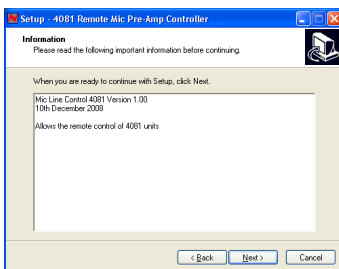 Setup - 4081 Remote Mic Pre-Amp Controller
Information
Please read the following important information before continuing.
When you are ready to continue with Setup, click Next.
Mic Line Control 4081 Version 1.00
10th December 2008
Allows the remote control of 4081 units
< Back
Next >
Cancel